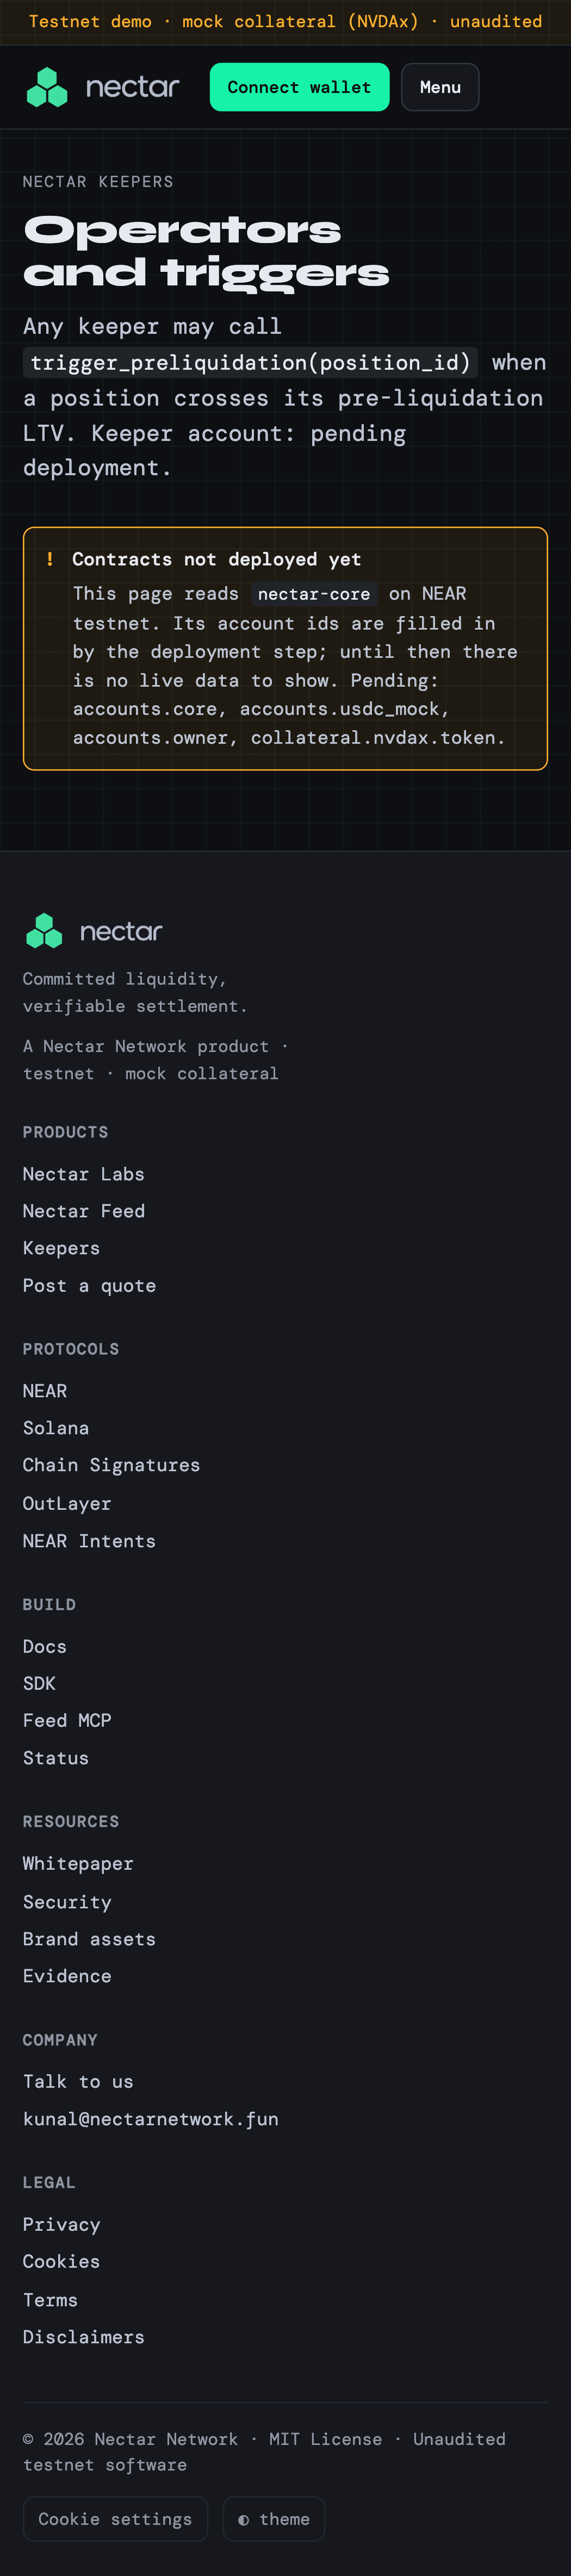 Testnet demo · mock collateral (NVDAx) · unaudited
nectar
Connect wallet
Menu
NECTAR KEEPERS
Operators
and triggers
Any keeper may call
trigger_preliquidation(position_id) when
a position crosses its pre-liquidation
LTV. Keeper account: pending
deployment.
! Contracts not deployed yet
This page reads nectar-core on NEAR
testnet. Its account ids are filled in
by the deployment step; until then there
is no live data to show. Pending:
accounts.core, accounts.usdc_mock,
accounts.owner, collateral.nvdax.token.
nectar
Committed liquidity,
verifiable settlement.
A Nectar Network product ·
testnet · mock collateral
PRODUCTS
Nectar Labs
Nectar Feed
Keepers
Post a quote
PROTOCOLS
NEAR
Solana
Chain Signatures
OutLayer
NEAR Intents
BUILD
Docs
SDK
Feed MCP
Status
RESOURCES
Whitepaper
Security
Brand assets
Evidence
COMPANY
Talk to us
kunal@nectarnetwork.fun
LEGAL
Privacy
Cookies
Terms
Disclaimers
© 2026 Nectar Network · MIT License · Unaudited
testnet software
Cookie settings
◐ theme